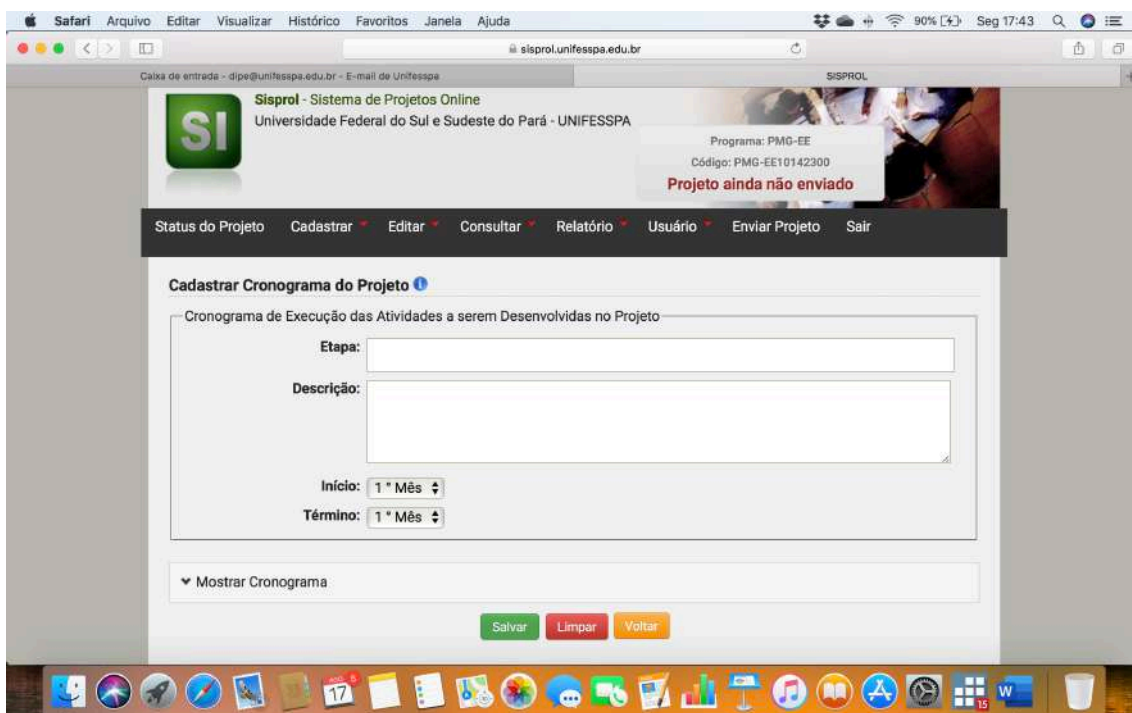 Safari Arquivo Editar Visualizar Histórico Favoritos Janela Ajuda 90% Seg 17:43
sisprol.unifesspa.edu.br
Caixa de entrada - dipe@unifesspa.edu.br - E-mail de Unifesspa SISPROL
SI
Sisprol - Sistema de Projetos Online
Universidade Federal do Sul e Sudeste do Pará - UNIFESSPA
Programa: PMG-EE
Código: PMG-EE10142300
Projeto ainda não enviado
Status do Projeto Cadastrar Editar Consultar Relatório Usuário Enviar Projeto Sair
Cadastrar Cronograma do Projeto
Cronograma de Execução das Atividades a serem Desenvolvidas no Projeto
Etapa:
Descrição:
Início: 1 º Mês
Término: 1 º Mês
Mostrar Cronograma
Salvar Limpar Voltar
17
15
W